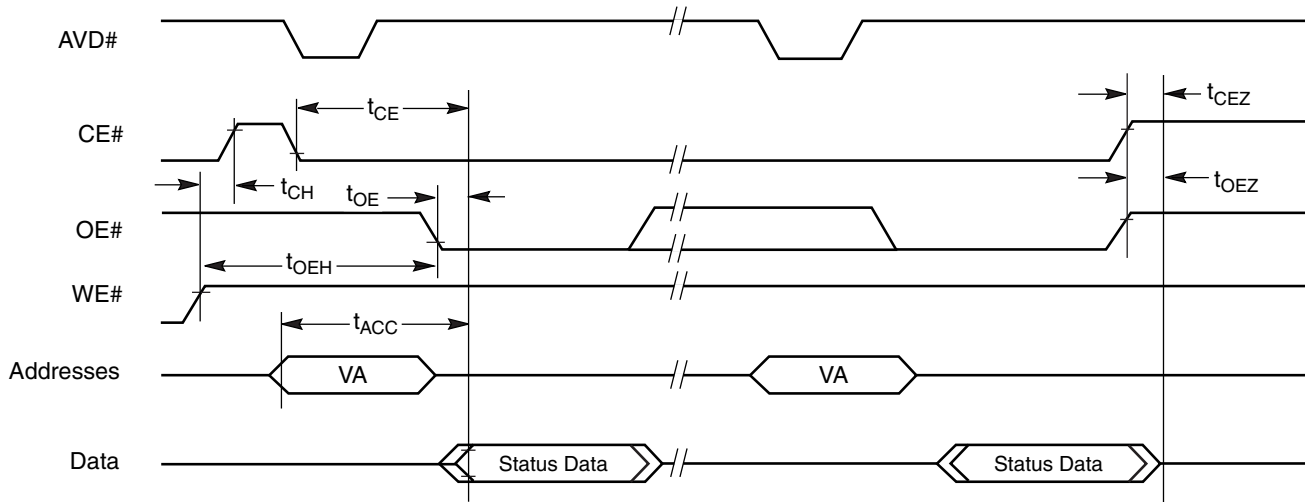 AVD#
CE#
tCE
tCEZ
tCH
tOE
tOEZ
OE#
tOEH
WE#
tACC
Addresses
VA
VA
Data
Status Data
Status Data